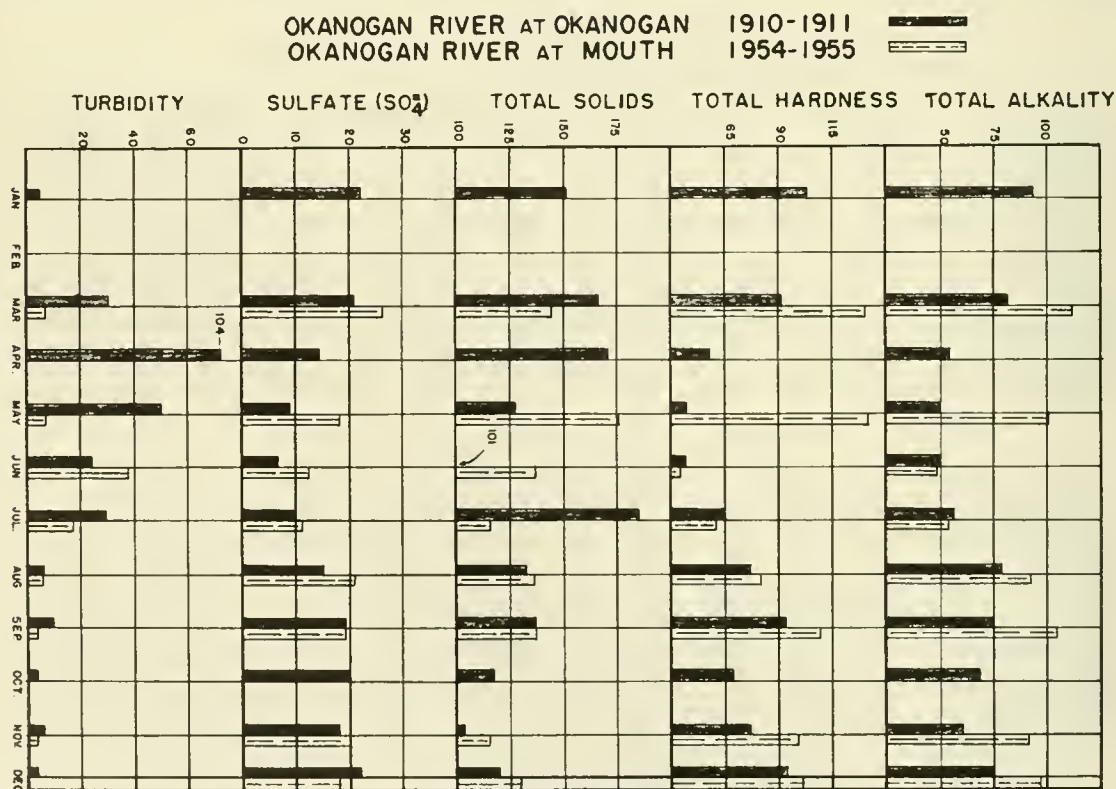 OKANOGAN RIVER AT OKANOGAN 1910-1911
OKANOGAN RIVER AT MOUTH 1954-1955
TURBIDITY SULFATE (SO₄⁼) TOTAL SOLIDS TOTAL HARDNESS TOTAL ALKALITY
20 40 60 0 10 20 30 100 125 150 175 65 90 115 50 75 100
JAN
FEB
MAR
104
APR
MAY
101
JUN
JUL
AUG
SEP
OCT
NOV.
DEC